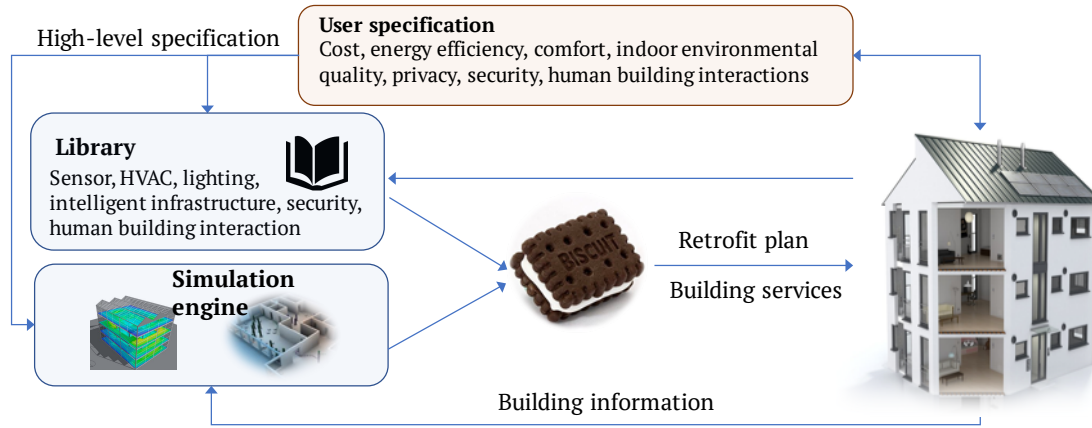 High-level specification
User specification
Cost, energy efficiency, comfort, indoor environmental
quality, privacy, security, human building interactions
Library
Sensor, HVAC, lighting,
intelligent infrastructure, security,
human building interaction
Simulation
engine
BISCUIT
Retrofit plan
Building services
Building information